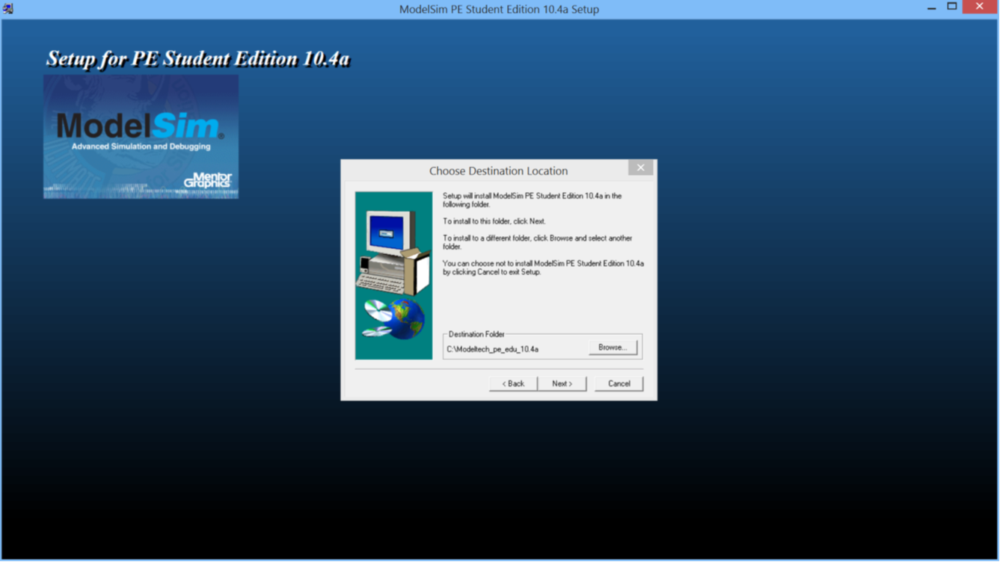 ModelSim PE Student Edition 10.4a Setup
Setup for PE Student Edition 10.4a
ModelSim®
Advanced Simulation and Debugging
Mentor
Graphics
Choose Destination Location
Setup will install ModelSim PE Student Edition 10.4a in the
following folder.
To install to this folder, click Next.
To install to a different folder, click Browse and select another
folder.
You can choose not to install ModelSim PE Student Edition 10.4a
by clicking Cancel to exit Setup.
Destination Folder
C:\Modeltech_pe_edu_10.4a
Browse...
< Back
Next >
Cancel